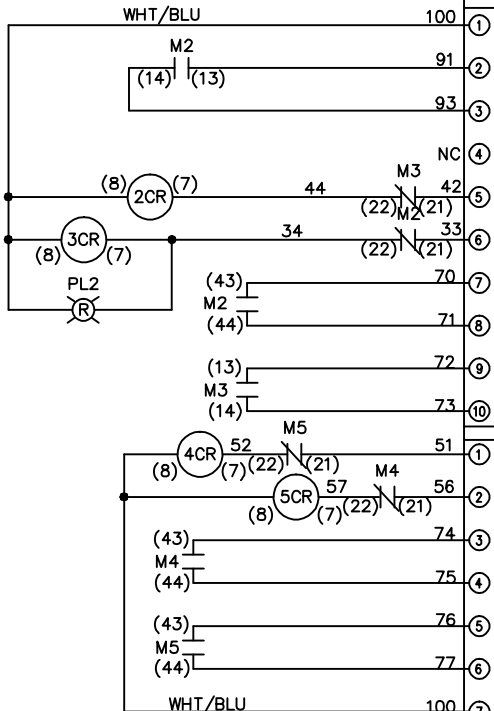 WHT/BLU 100 1
M2
(14) (13) 91 2
93 3
NC 4
M3
(8) 2CR (7) 44 (22) (21) 42 5
M2
(8) 3CR (7) 34 (22) (21) 33 6
PL2
R
(43) 70 7
M2
(44) 71 8
(13) 72 9
M3
(14) 73 10
M5
(8) 4CR (7) 52 (22) (21) 51 1
M4
(8) 5CR (7) 57 (22) (21) 56 2
(43) 74 3
M4
(44) 75 4
(43) 76 5
M5
(44) 77 6
WHT/BLU 100 7